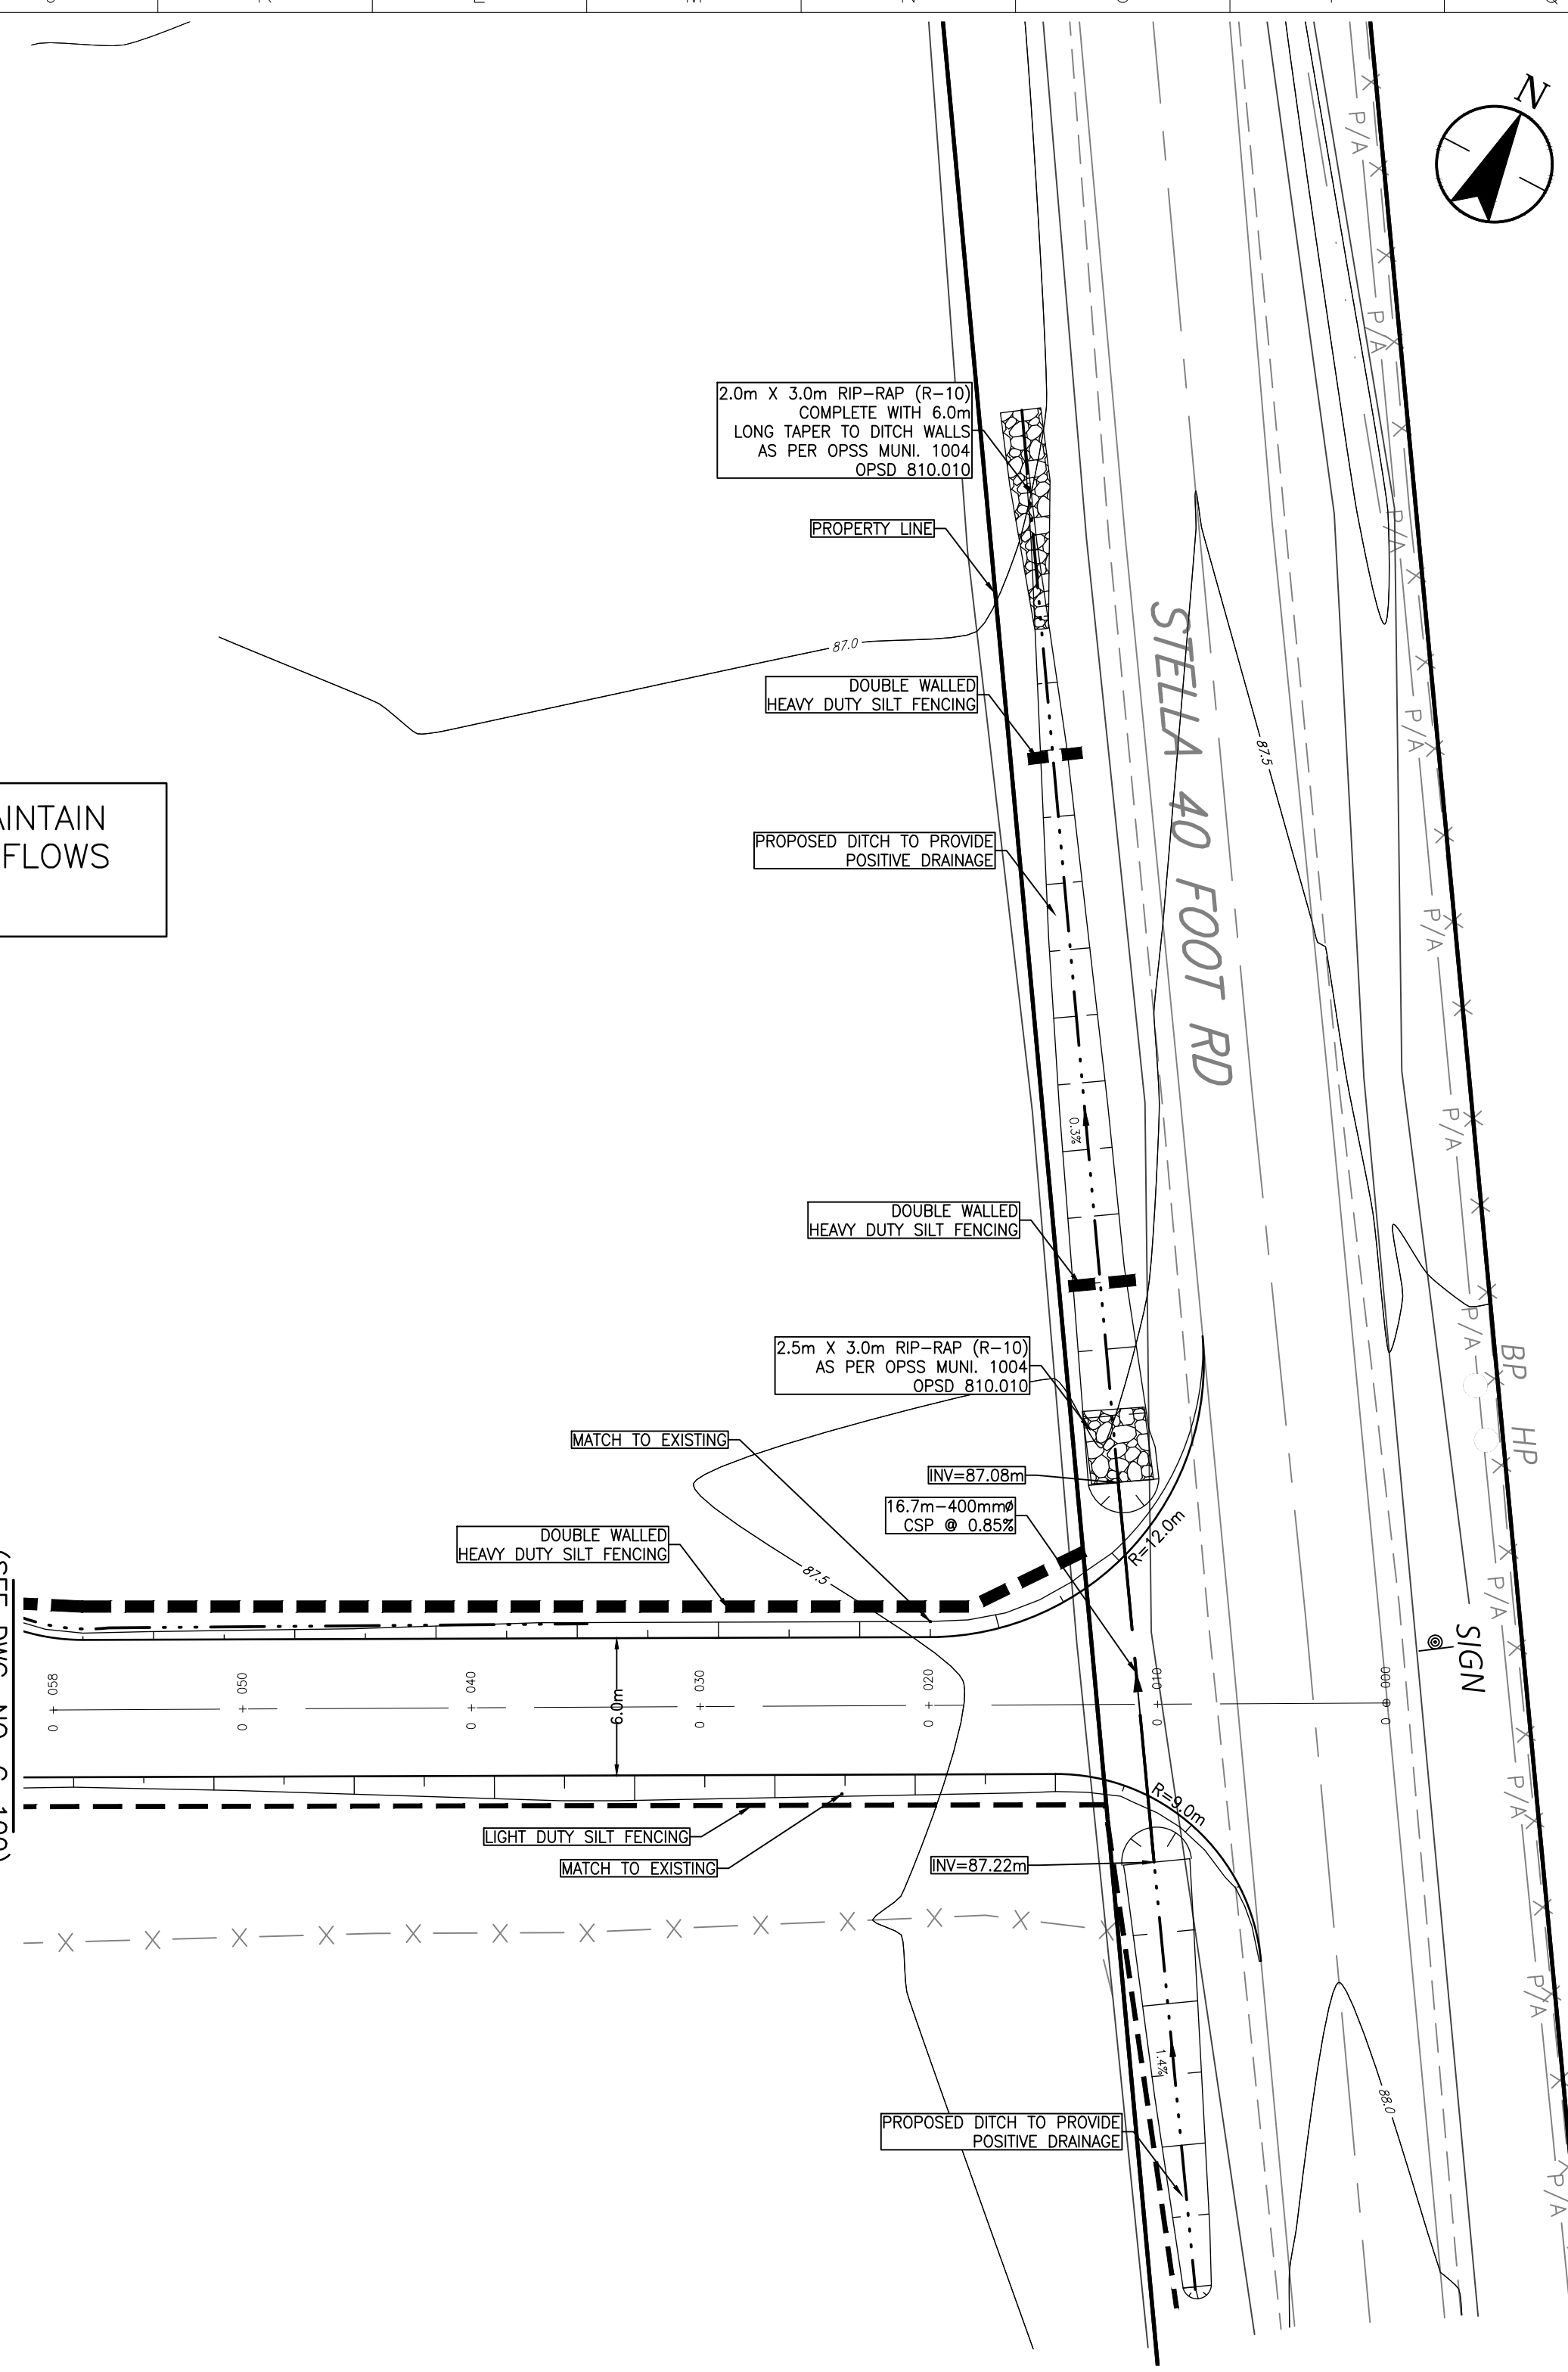 N
P/A
P/A
2.0m X 3.0m RIP-RAP (R-10)
COMPLETE WITH 6.0m
LONG TAPER TO DITCH WALLS
AS PER OPSS MUNI. 1004
OPSD 810.010
PROPERTY LINE
P/A
87.0
DOUBLE WALLED
HEAVY DUTY SILT FENCING
STELLA 40 FOOT RD
87.5
P/A
FLOWS
PROPOSED DITCH TO PROVIDE
POSITIVE DRAINAGE
P/A
0.3%
P/A
DOUBLE WALLED
HEAVY DUTY SILT FENCING
P/A
BP
HP
2.5m X 3.0m RIP-RAP (R-10)
AS PER OPSS MUNI. 1004
OPSD 810.010
MATCH TO EXISTING
INV=87.08m
16.7m-400mmø
CSP @ 0.85%
R=12.0m
DOUBLE WALLED
HEAVY DUTY SILT FENCING
87.5
P/A
SIGN
0 + 058
0 + 050
0 + 040
6.0m
0 + 030
0 + 020
0 + 010
0 + 000
P/A
R=9.0m
LIGHT DUTY SILT FENCING
MATCH TO EXISTING
INV=87.22m
P/A
1.4%
88.0
PROPOSED DITCH TO PROVIDE
POSITIVE DRAINAGE
P/A